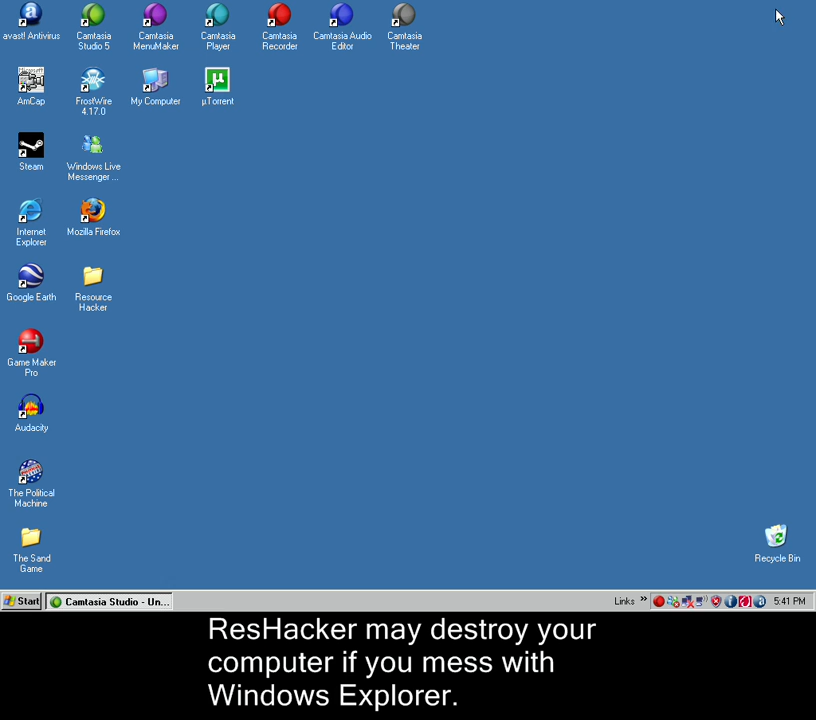 avast! Antivirus
Camtasia
Studio 5
Camtasia
MenuMaker
Camtasia
Player
Camtasia
Recorder
Camtasia Audio
Editor
Camtasia
Theater
AmCap
FrostWire
4.17.0
My Computer
µTorrent
Steam
Windows Live
Messenger ...
Internet
Explorer
Mozilla Firefox
Google Earth
Resource
Hacker
Game Maker
Pro
Audacity
The Political
Machine
The Sand
Game
Recycle Bin
Start
Camtasia Studio - Un...
Links »
5:41 PM
ResHacker may destroy your
computer if you mess with
Windows Explorer.